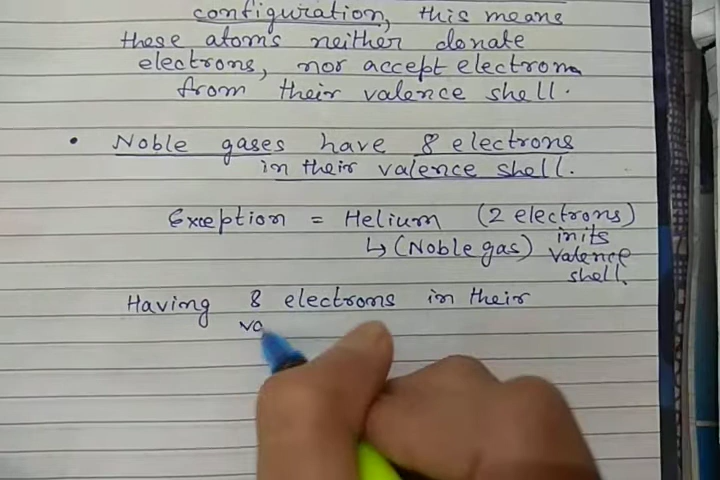 configuration, this means
these atoms neither donate
electrons, nor accept electrons
from their valence shell.
• Noble gases have 8 electrons
in their valence shell.
Exception = Helium (2 electrons)
↳ (Noble gas) in its
valence
shell.
Having 8 electrons in their
va